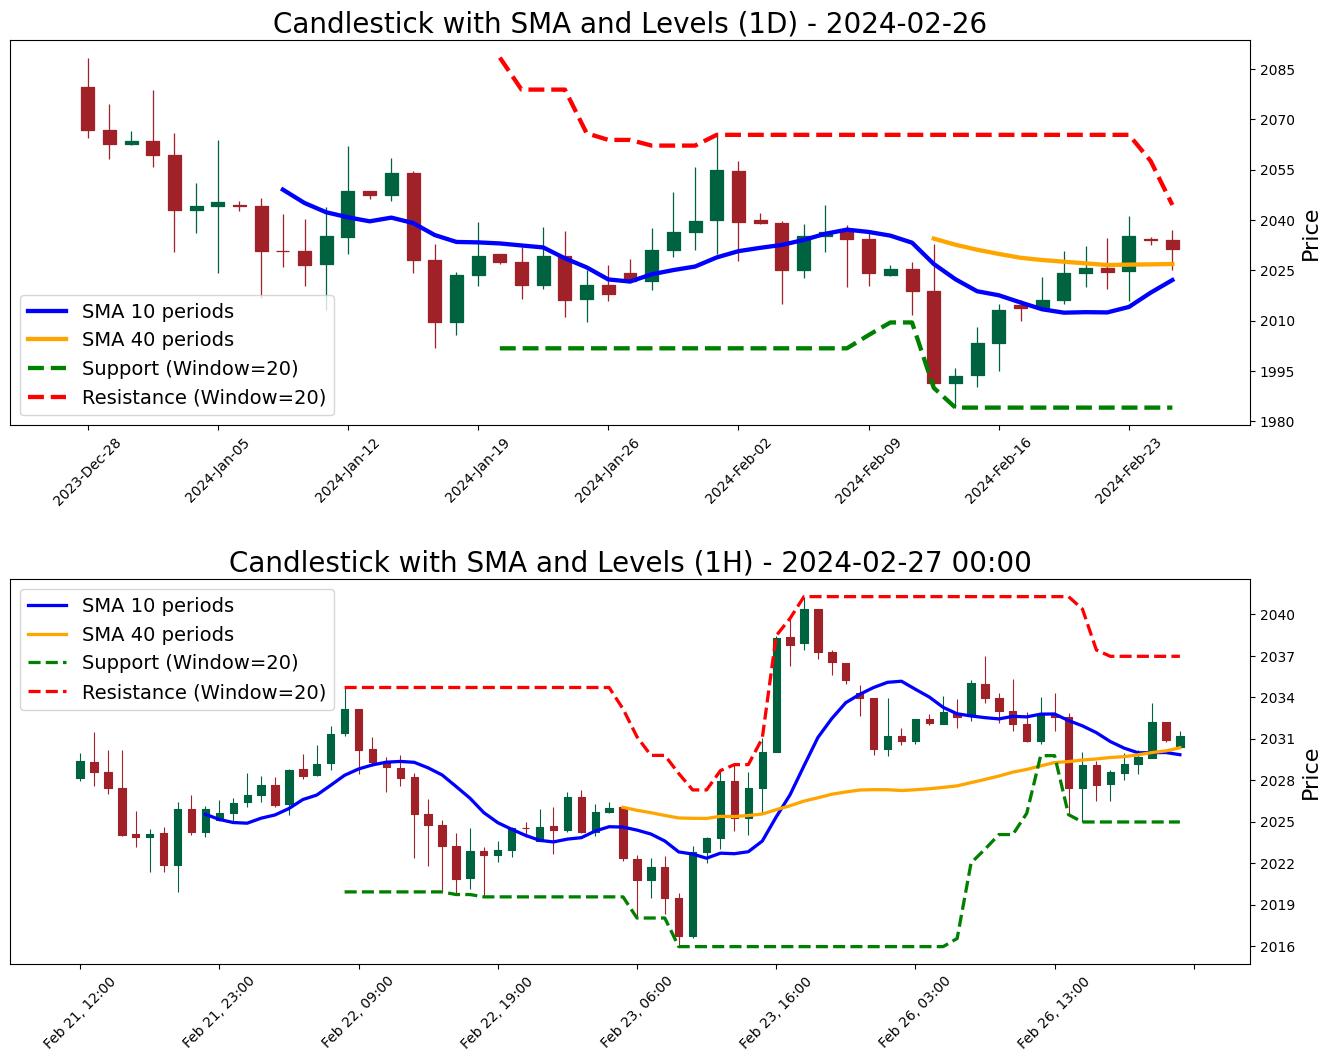 Candlestick with SMA and Levels (1D) - 2024-02-26
2085
2070
2055
2040
2025
2010
1995
1980
Price
SMA 10 periods
SMA 40 periods
Support (Window=20)
Resistance (Window=20)
2023-Dec-28
2024-Jan-05
2024-Jan-12
2024-Jan-19
2024-Jan-26
2024-Feb-02
2024-Feb-09
2024-Feb-16
2024-Feb-23
Candlestick with SMA and Levels (1H) - 2024-02-27 00:00
SMA 10 periods
SMA 40 periods
Support (Window=20)
Resistance (Window=20)
2040
2037
2034
2031
2028
2025
2022
2019
2016
Price
Feb 21, 12:00
Feb 21, 23:00
Feb 22, 09:00
Feb 22, 19:00
Feb 23, 06:00
Feb 23, 16:00
Feb 26, 03:00
Feb 26, 13:00